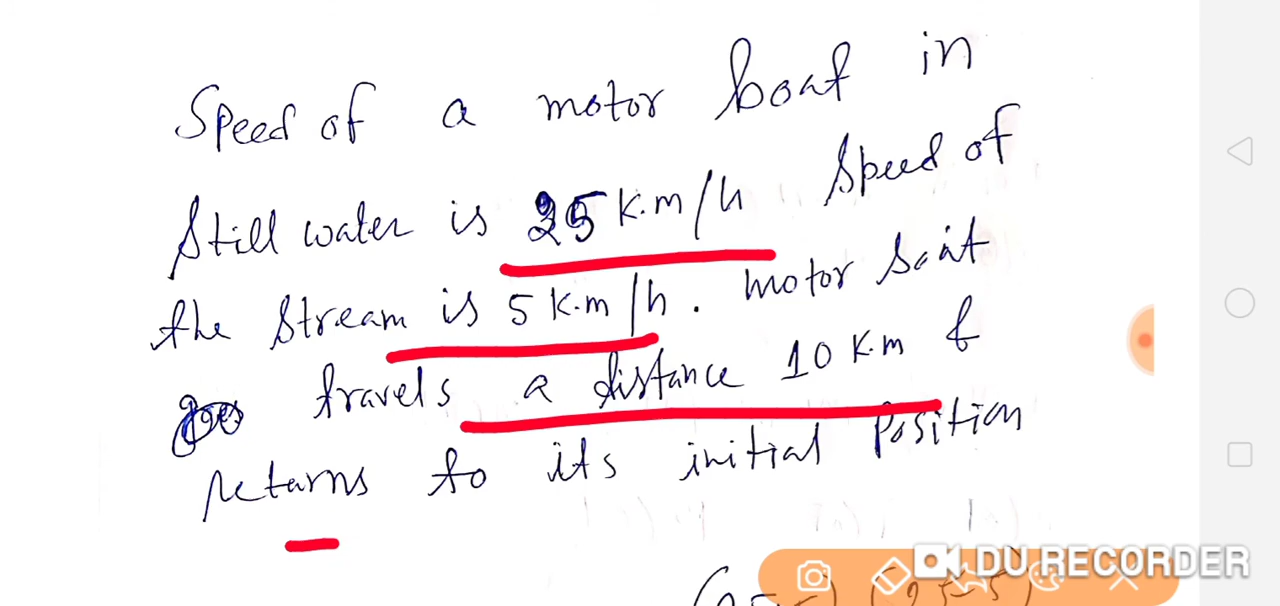 Speed of a motor boat in
Still water is 25 K.m/h Speed of
the Stream is 5 K.m/h. motor boat
travels a distance 10 K.m &
returns to its initial Position
DU RECORDER